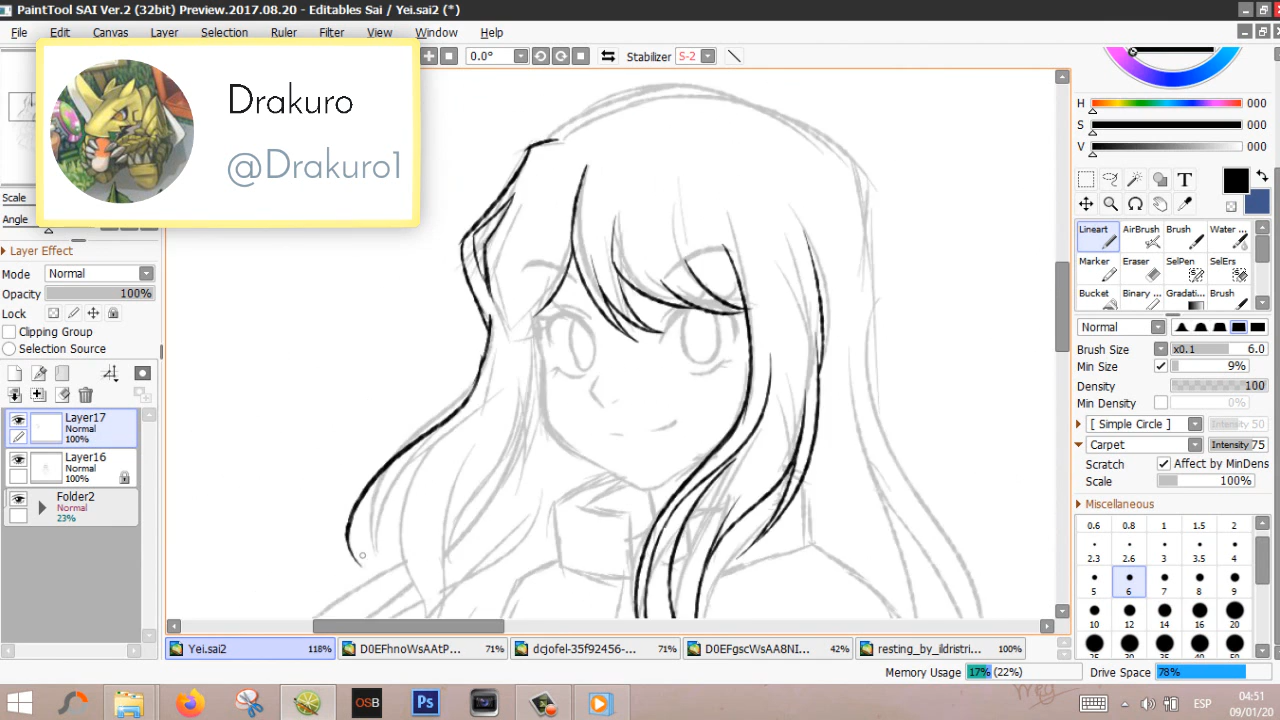 PaintTool SAI Ver.2 (32bit) Preview.2017.08.20 - Editables Sai / Yei.sai2 (*)
File Edit Canvas Layer Selection Ruler Filter View Window Help
0.0° Stabilizer S-2
Drakuro
@Drakuro1
Scale
Angle
Layer Effect
Mode Normal
Opacity 100%
Lock
Clipping Group
Selection Source
Layer17
Normal
100%
Layer16
Normal
100%
Folder2
Normal
23%
H 000
S 000
V 000
T
Lineart AirBrush Brush Water ...
Marker Eraser SelPen SelErs
Bucket Binary ... Gradati... Brush
Normal
Brush Size x0.1 6.0
Min Size 9%
Density 100
Min Density 0%
[ Simple Circle ] Intensity 50
Carpet Intensity 75
Scratch Affect by MinDens
Scale 100%
Miscellaneous
0.6 0.8 1 1.5 2
2.3 2.6 3 3.5 4
5 6 7 8 9
10 12 14 16 20
Yei.sai2 118% D0EFhnoWsAAtP... 71% dcjofel-35f92456-... 71% D0EFgscWsAA8NI... 42% resting_by_ildristri... 100%
Memory Usage 17% (22%) Drive Space 78%
OSB Ps ESP 04:51
09/01/20